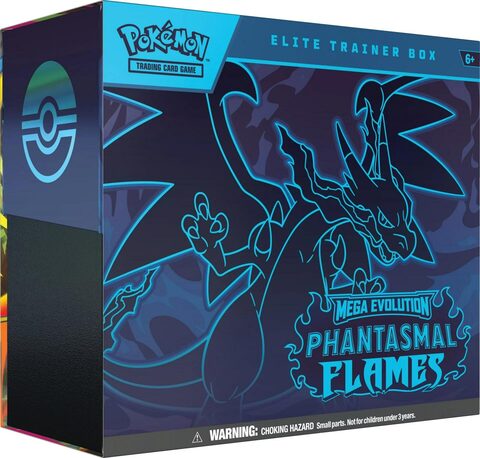 POKéMON
TRADING CARD GAME
ELITE TRAINER BOX
6+
MEGA EVOLUTION
PHANTASMAL
FLAMES
WARNING: CHOKING HAZARD Small parts. Not for children under 3 years.